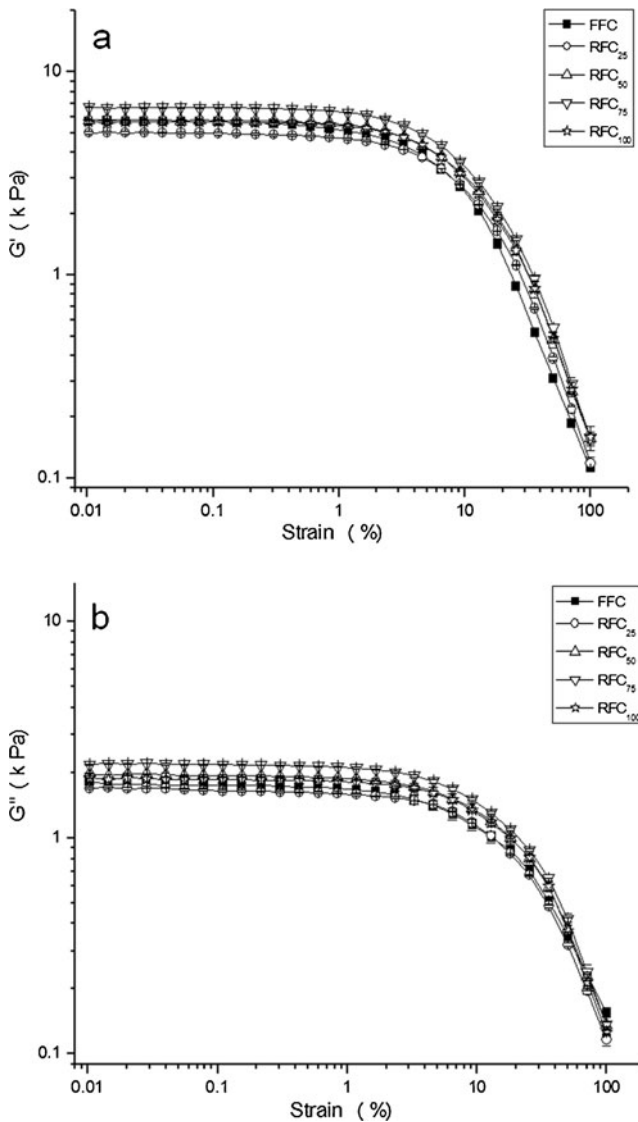 a
FFC
RFC25
RFC50
RFC75
RFC100
10
1
0.1
G' ( k Pa)
0.01 0.1 1 10 100
Strain ( %)
b
FFC
RFC25
RFC50
RFC75
RFC100
10
1
0.1
G'' ( k Pa)
0.01 0.1 1 10 100
Strain ( %)